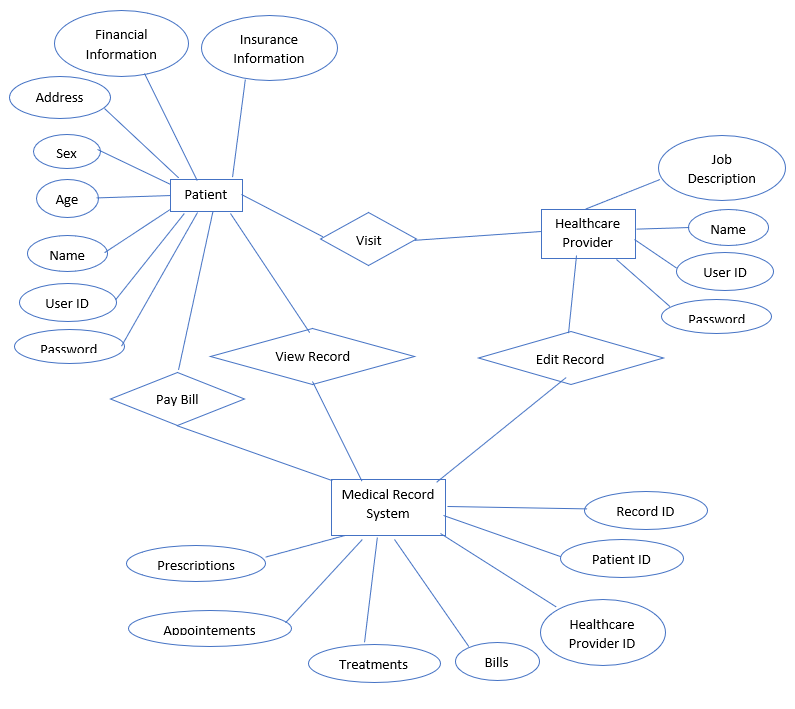 Financial
Information
Insurance
Information
Address
Sex
Age
Name
User ID
Password
Patient
Visit
Healthcare
Provider
Job
Description
Name
User ID
Password
View Record
Edit Record
Pay Bill
Medical Record
System
Record ID
Patient ID
Healthcare
Provider ID
Prescriptions
Appointements
Treatments
Bills